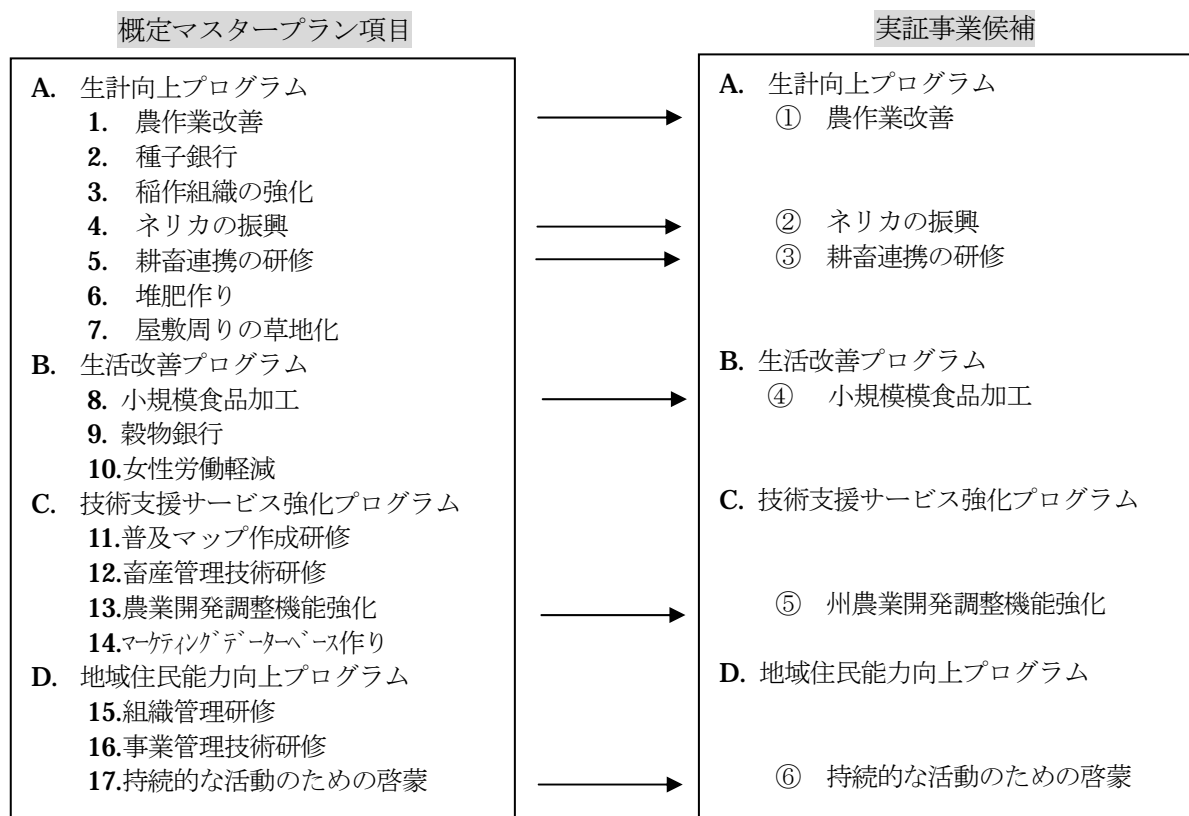 概定マスタープラン項目
A. 生計向上プログラム
1. 農作業改善
2. 種子銀行
3. 稲作組織の強化
4. ネリカの振興
5. 耕畜連携の研修
6. 堆肥作り
7. 屋敷周りの草地化
B. 生活改善プログラム
8. 小規模食品加工
9. 穀物銀行
10.女性労働軽減
C. 技術支援サービス強化プログラム
11.普及マップ作成研修
12.畜産管理技術研修
13.農業開発調整機能強化
14.マーケティングデーターベース作り
D. 地域住民能力向上プログラム
15.組織管理研修
16.事業管理技術研修
17.持続的な活動のための啓蒙
実証事業候補
A. 生計向上プログラム
① 農作業改善
② ネリカの振興
③ 耕畜連携の研修
B. 生活改善プログラム
④ 小規模模食品加工
C. 技術支援サービス強化プログラム
⑤ 州農業開発調整機能強化
D. 地域住民能力向上プログラム
⑥ 持続的な活動のための啓蒙